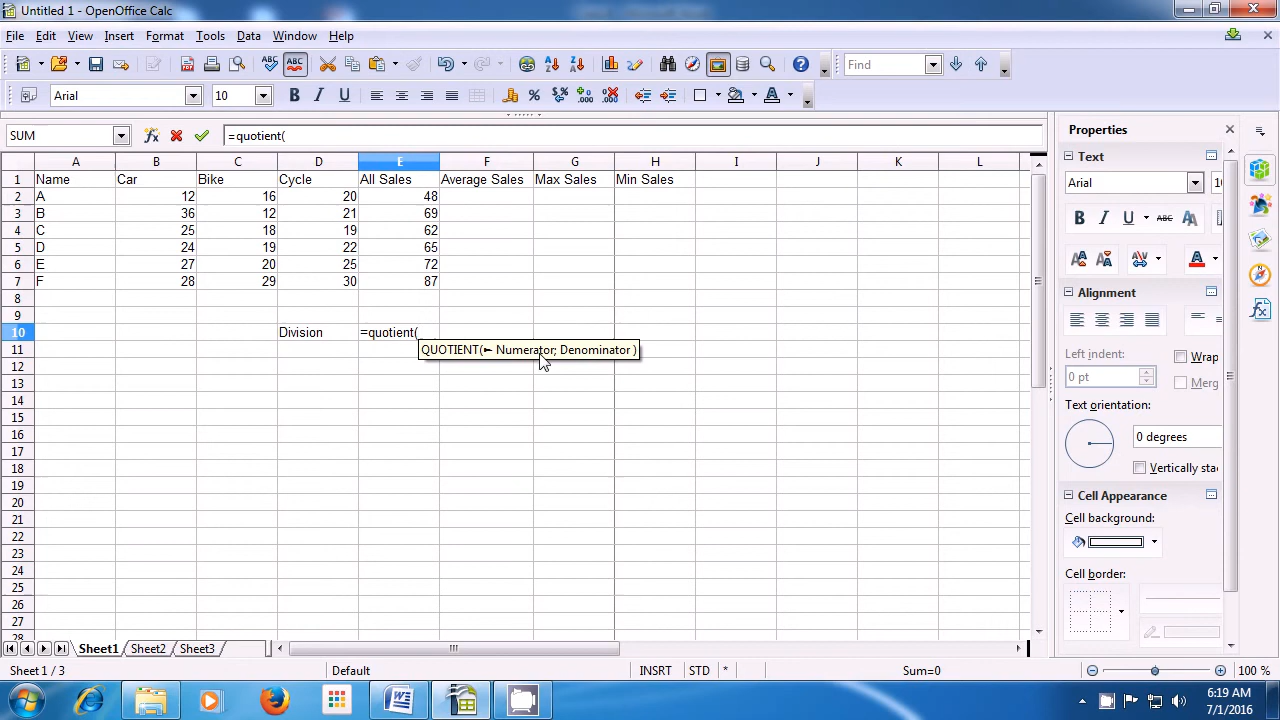 Untitled 1 - OpenOffice Calc
File Edit View Insert Format Tools Data Window Help
Find
Arial 10
SUM =quotient(
A B C D E F G H I J K L
1 Name Car Bike Cycle All Sales Average Sales Max Sales Min Sales
2 A 12 16 20 48
3 B 36 12 21 69
4 C 25 18 19 62
5 D 24 19 22 65
6 E 27 20 25 72
7 F 28 29 30 87
8
9
10 Division =quotient(
11 QUOTIENT( Numerator; Denominator )
12
13
14
15
16
17
18
19
20
21
22
23
24
25
26
27
28
Properties
Text
Arial
Alignment
Wrap
Left indent:
0 pt
Text orientation:
0 degrees
Cell Appearance
Cell background:
Cell border:
Sheet1 Sheet2 Sheet3
Sheet 1 / 3 Default INSRT STD * Sum=0 100 %
6:19 AM
7/1/2016